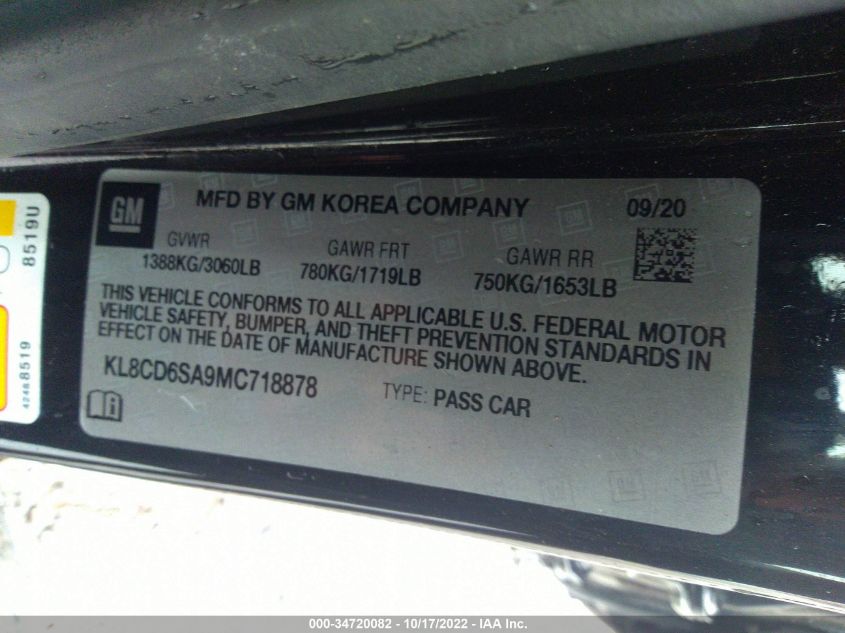 GM
MFD BY GM KOREA COMPANY 09/20
GVWR GAWR FRT GAWR RR
1388KG/3060LB 780KG/1719LB 750KG/1653LB
THIS VEHICLE CONFORMS TO ALL APPLICABLE U.S. FEDERAL MOTOR
VEHICLE SAFETY, BUMPER, AND THEFT PREVENTION STANDARDS IN
EFFECT ON THE DATE OF MANUFACTURE SHOWN ABOVE.
KL8CD6SA9MC718878 TYPE: PASS CAR
8519U
42488519
000-34720082 - 10/17/2022 - IAA Inc.